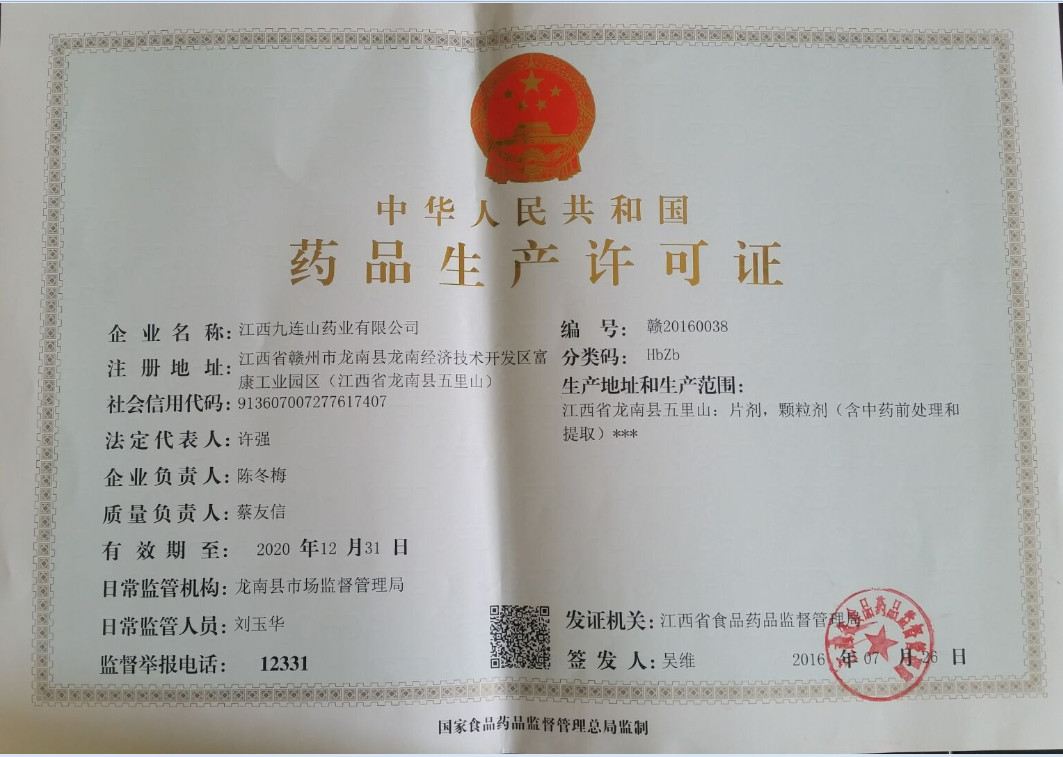 中华人民共和国
药品生产许可证
企业名称：江西九连山药业有限公司
注册地址：江西省赣州市龙南县龙南经济技术开发区富
康工业园区（江西省龙南县五里山）
社会信用代码：913607007277617407
法定代表人：许强
企业负责人：陈冬梅
质量负责人：蔡友信
有效期至：2020 年12 月31 日
日常监管机构：龙南县市场监督管理局
日常监管人员：刘玉华
监督举报电话：12331
编号：赣20160038
分类码：HbZb
生产地址和生产范围：
江西省龙南县五里山：片剂，颗粒剂（含中药前处理和
提取）***
发证机关：江西省食品药品监督管理局
签发人：吴维
2016 年 07 月 26 日
国家食品药品监督管理总局监制